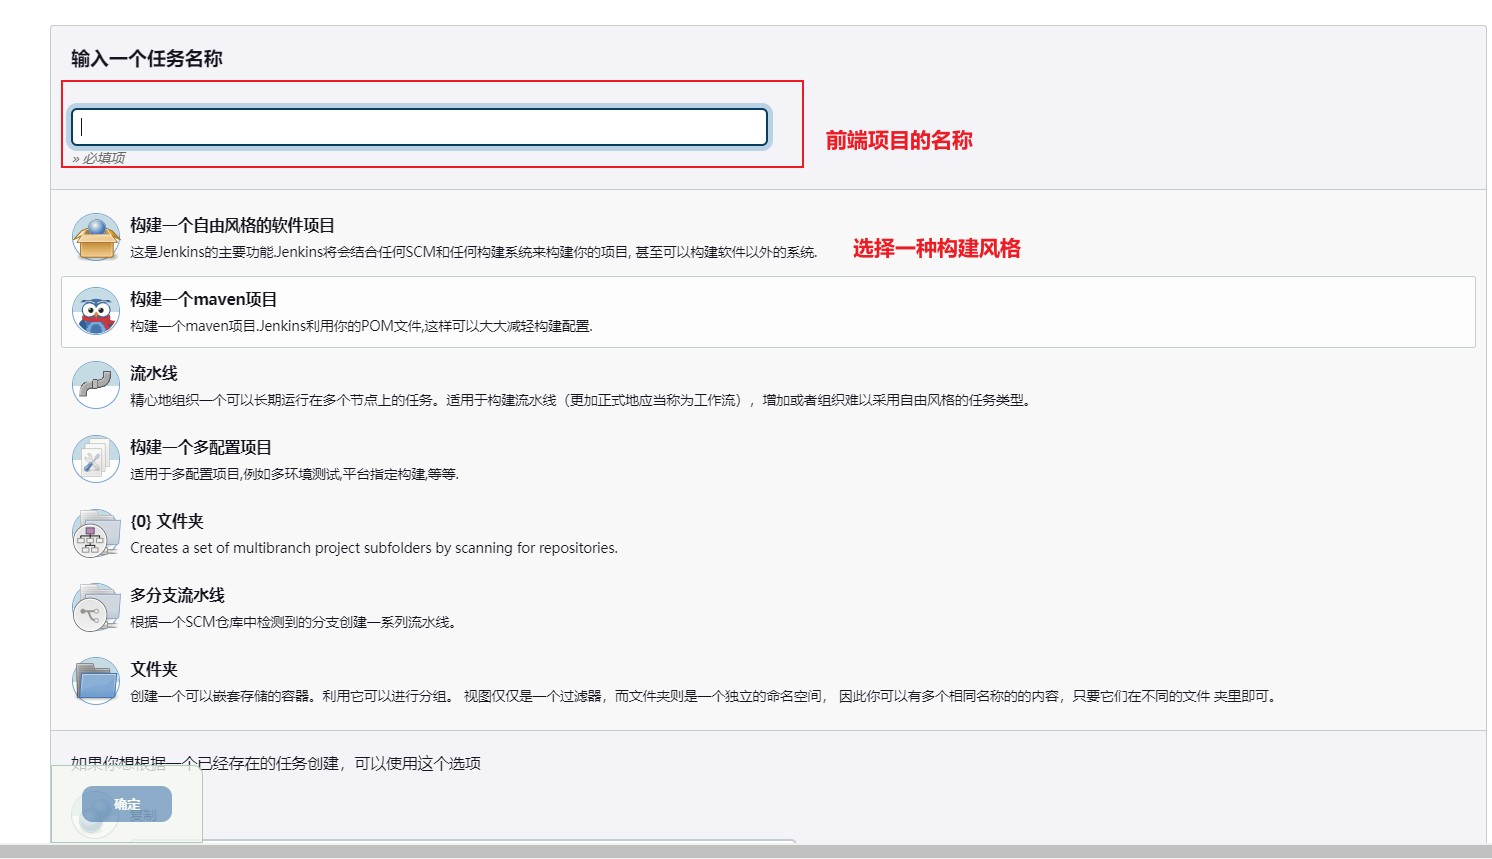 输入一个任务名称
» 必填项
前端项目的名称
构建一个自由风格的软件项目
这是Jenkins的主要功能.Jenkins将会结合任何SCM和任何构建系统来构建你的项目, 甚至可以构建软件以外的系统.
选择一种构建风格
构建一个maven项目
构建一个maven项目.Jenkins利用你的POM文件,这样可以大大减轻构建配置.
流水线
精心地组织一个可以长期运行在多个节点上的任务。适用于构建流水线（更加正式地应当称为工作流），增加或者组织难以采用自由风格的任务类型。
构建一个多配置项目
适用于多配置项目,例如多环境测试,平台指定构建,等等.
{0} 文件夹
Creates a set of multibranch project subfolders by scanning for repositories.
多分支流水线
根据一个SCM仓库中检测到的分支创建一系列流水线。
文件夹
创建一个可以嵌套存储的容器。利用它可以进行分组。 视图仅仅是一个过滤器，而文件夹则是一个独立的命名空间， 因此你可以有多个相同名称的的内容，只要它们在不同的文件 夹里即可。
如果你想根据一个已经存在的任务创建，可以使用这个选项
确定
复制